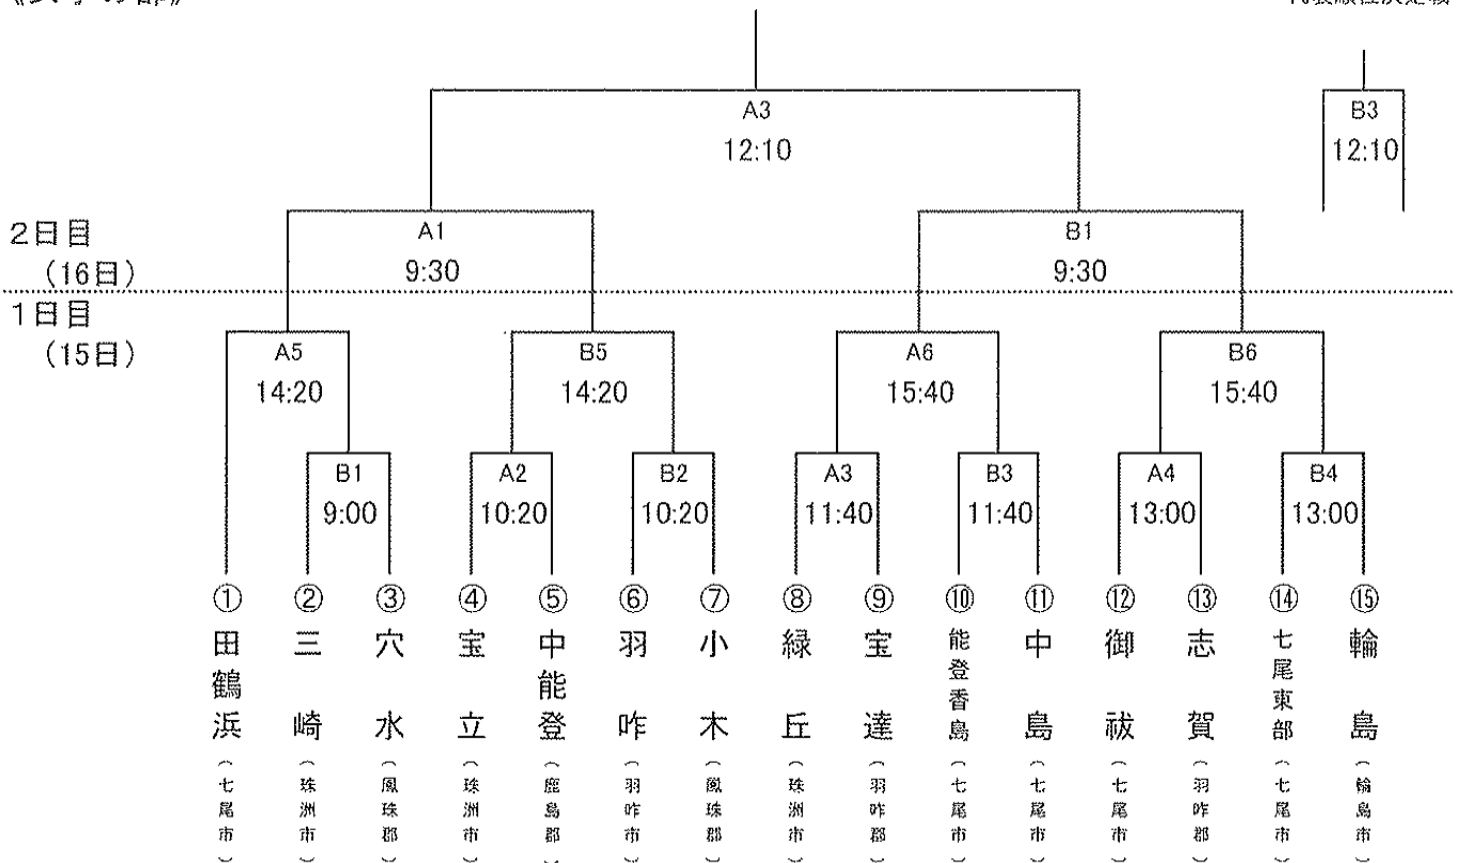 A3
12:10
B3
12:10
2日目
(16日)
A1
9:30
B1
9:30
1日目
(15日)
A5
14:20
B5
14:20
A6
15:40
B6
15:40
B1
9:00
A2
10:20
B2
10:20
A3
11:40
B3
11:40
A4
13:00
B4
13:00
① 田鶴浜 (七尾市)
② 三崎 (珠洲市)
③ 穴水 (鳳珠郡)
④ 宝立 (珠洲市)
⑤ 中能登 (鹿島郡)
⑥ 羽咋 (羽咋市)
⑦ 小木 (鳳珠郡)
⑧ 緑丘 (珠洲市)
⑨ 宝達 (羽咋郡)
⑩ 能登香島 (七尾市)
⑪ 中島 (七尾市)
⑫ 御祓 (七尾市)
⑬ 志賀 (羽咋郡)
⑭ 七尾東部 (七尾市)
⑮ 輪島 (輪島市)